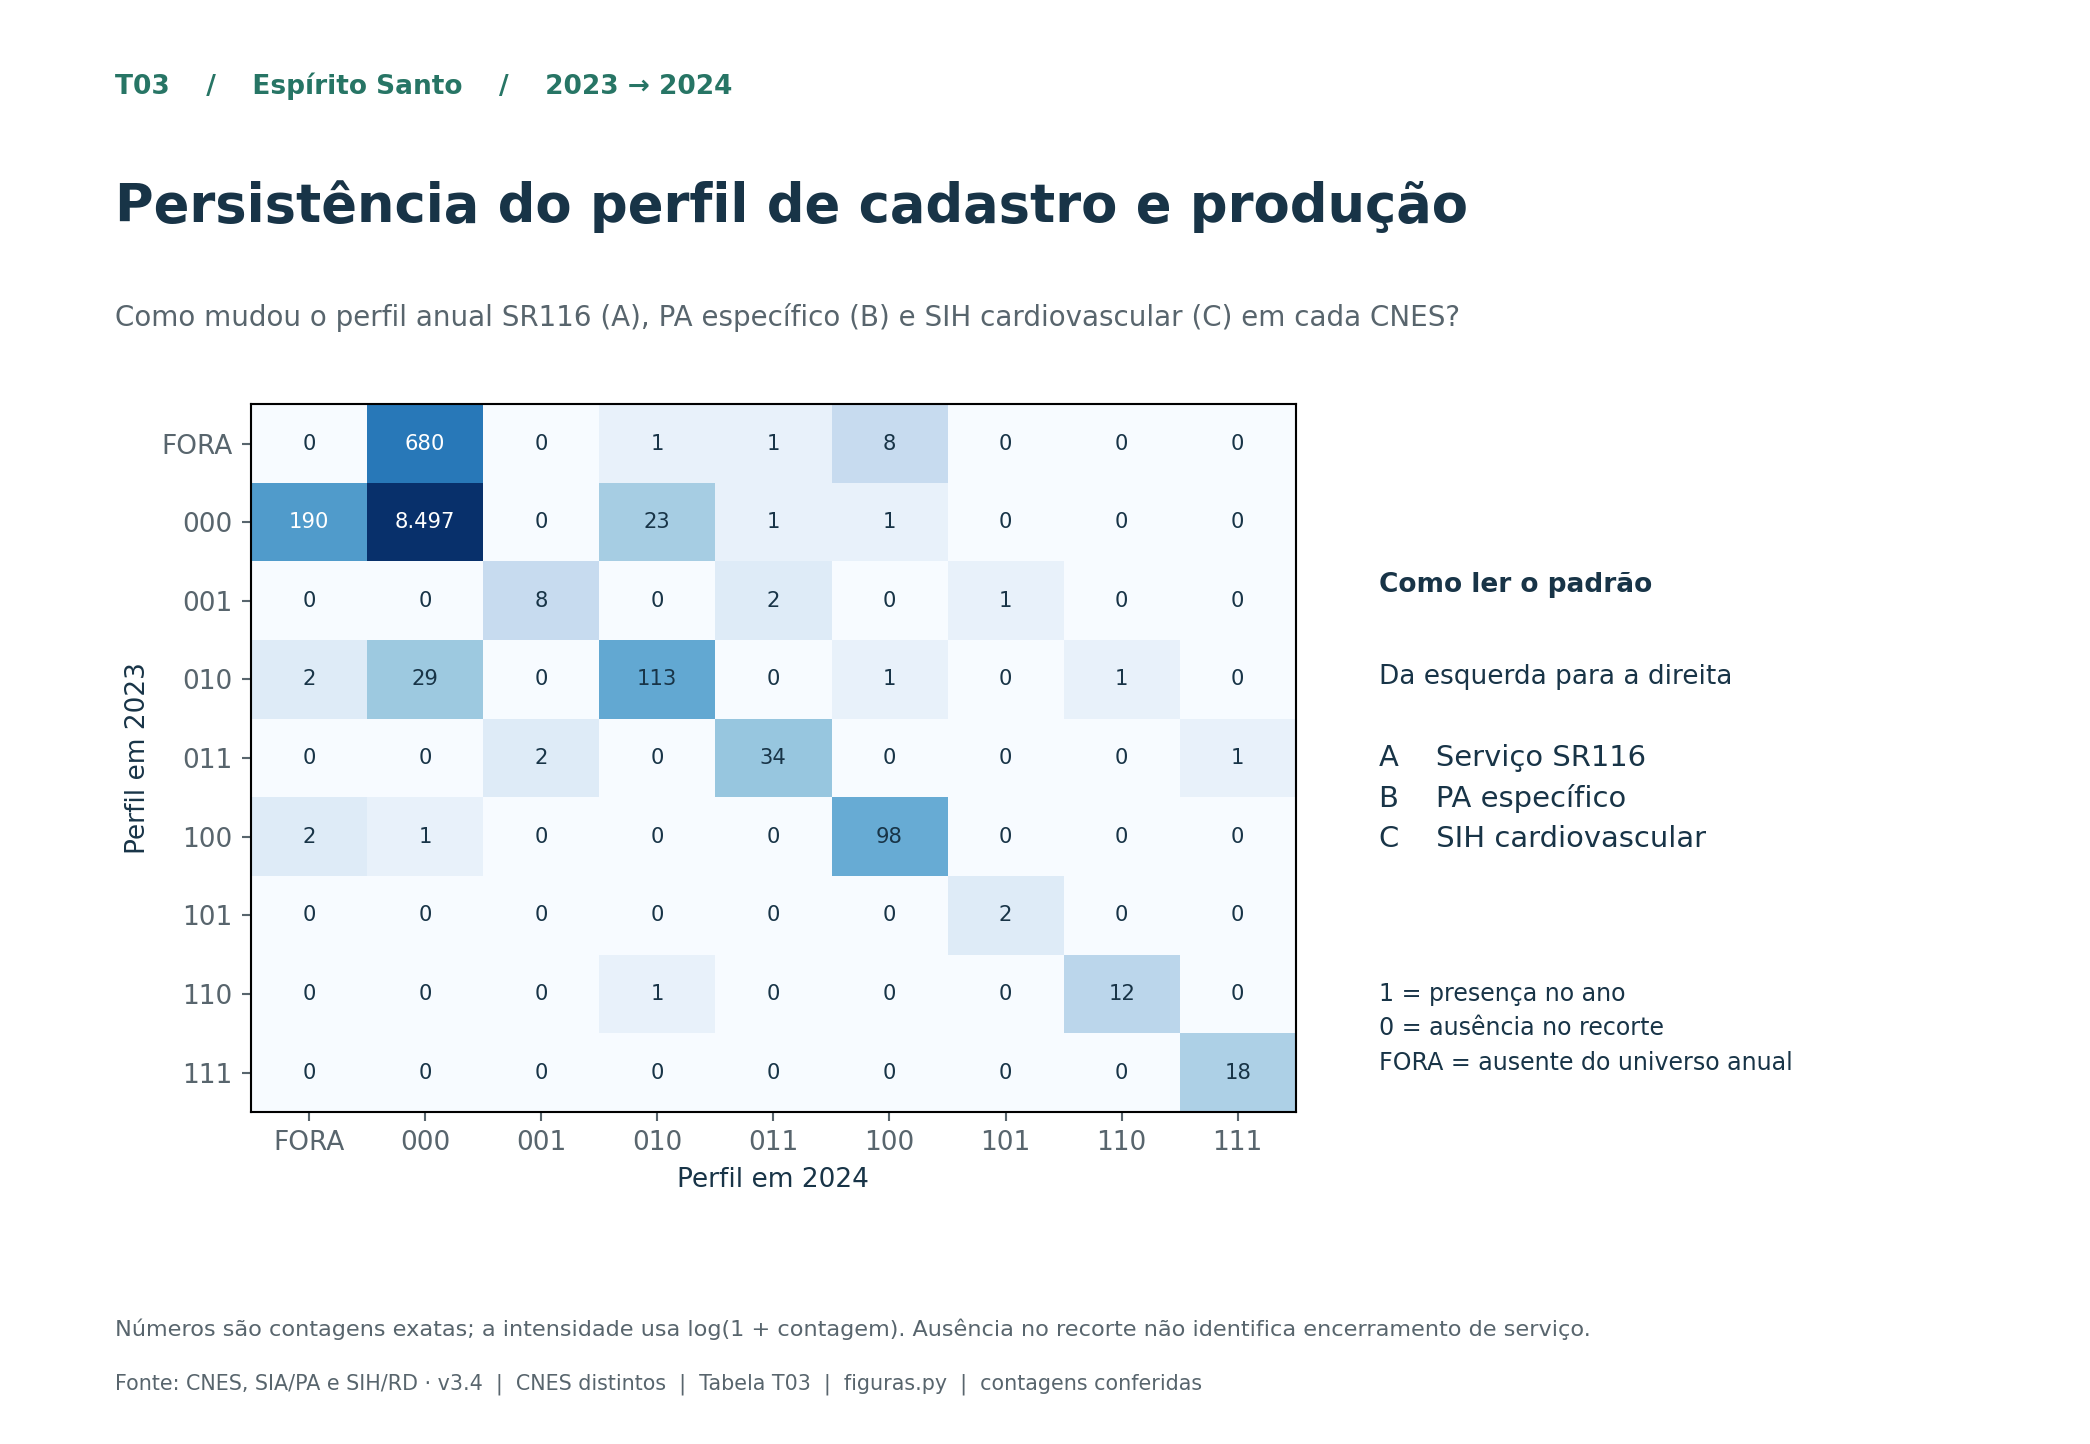 T03 / Espírito Santo / 2023 → 2024
Persistência do perfil de cadastro e produção
Como mudou o perfil anual SR116 (A), PA específico (B) e SIH cardiovascular (C) em cada CNES?
Perfil em 2023
FORA 0 680 0 1 1 8 0 0 0
000 190 8.497 0 23 1 1 0 0 0
001 0 0 8 0 2 0 1 0 0
010 2 29 0 113 0 1 0 1 0
011 0 0 2 0 34 0 0 0 1
100 2 1 0 0 0 98 0 0 0
101 0 0 0 0 0 0 2 0 0
110 0 0 0 1 0 0 0 12 0
111 0 0 0 0 0 0 0 0 18
FORA 000 001 010 011 100 101 110 111
Perfil em 2024
Como ler o padrão
Da esquerda para a direita
A Serviço SR116
B PA específico
C SIH cardiovascular
1 = presença no ano
0 = ausência no recorte
FORA = ausente do universo anual
Números são contagens exatas; a intensidade usa log(1 + contagem). Ausência no recorte não identifica encerramento de serviço.
Fonte: CNES, SIA/PA e SIH/RD · v3.4 | CNES distintos | Tabela T03 | figuras.py | contagens conferidas